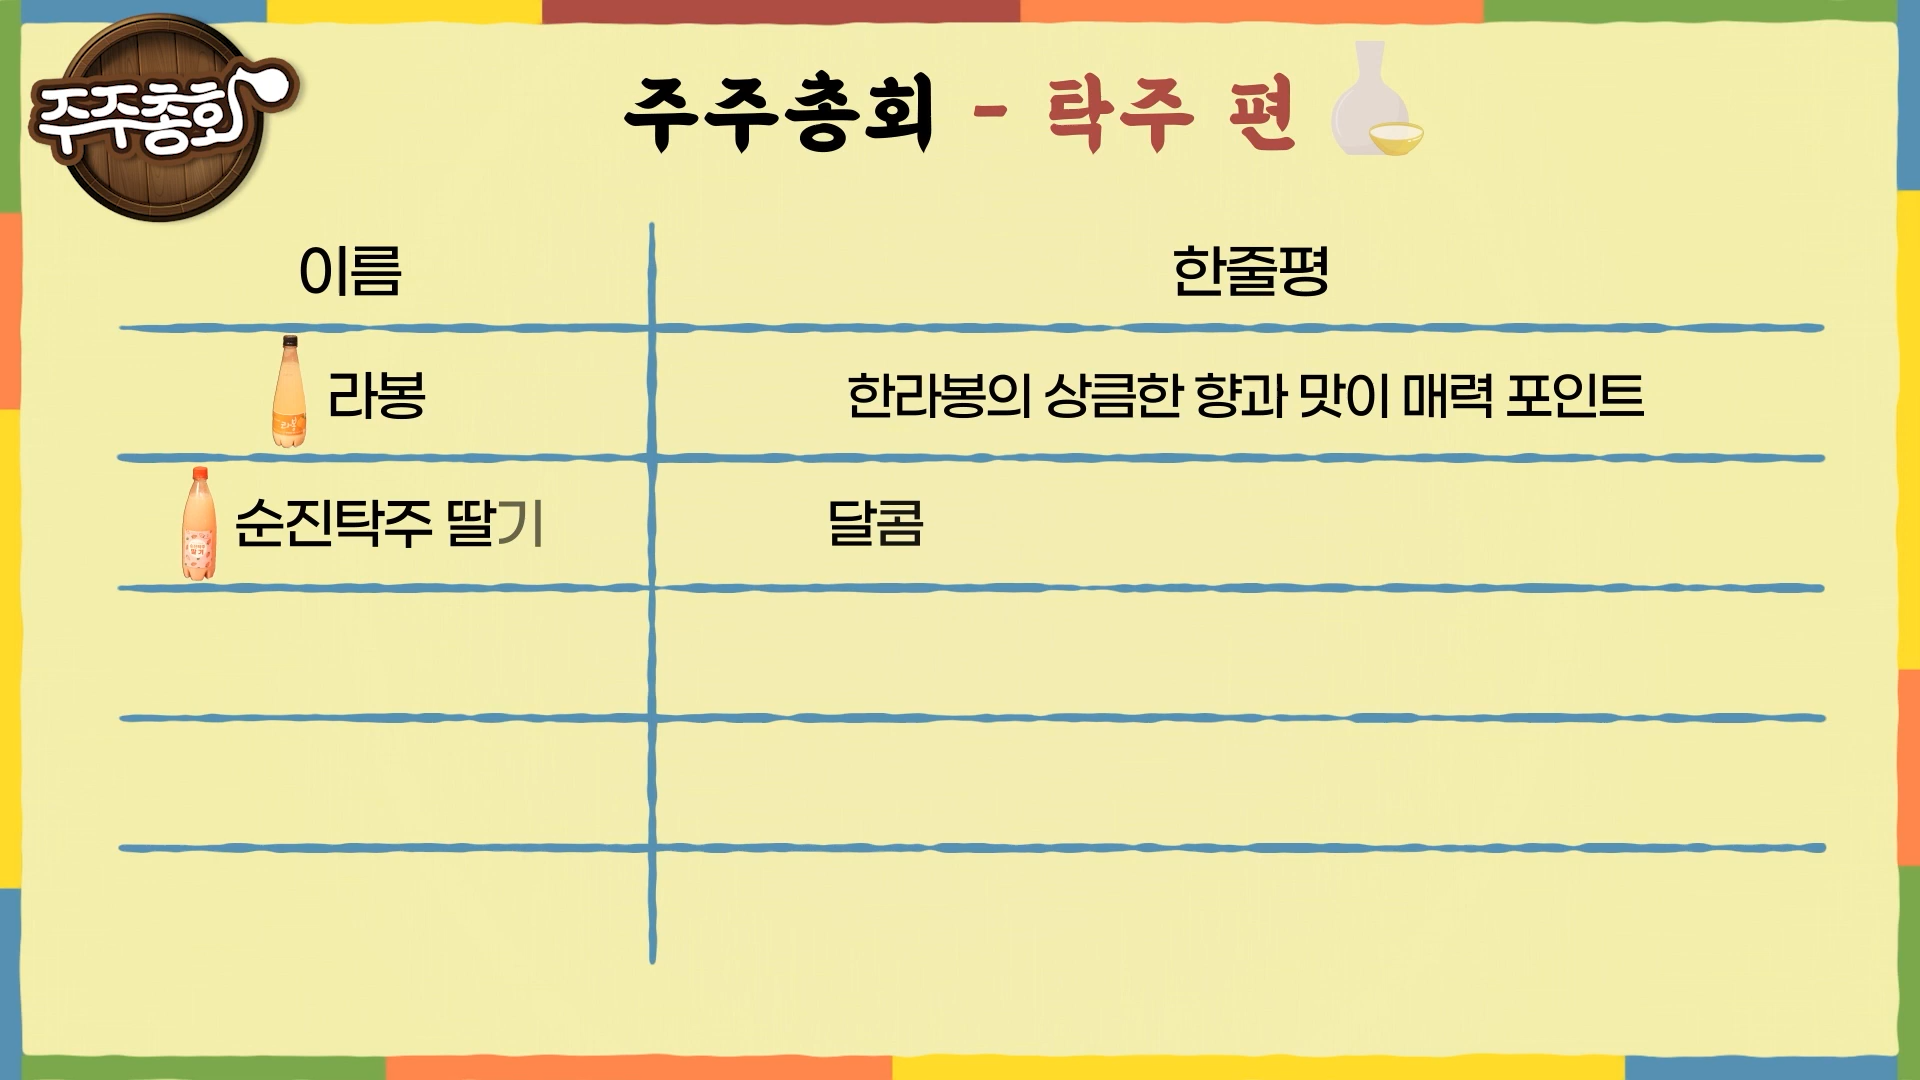 주주총회
주주총회 - 탁주 편
이름 한줄평
라봉 한라봉의 상큼한 향과 맛이 매력 포인트
순진탁주 딸기 달콤